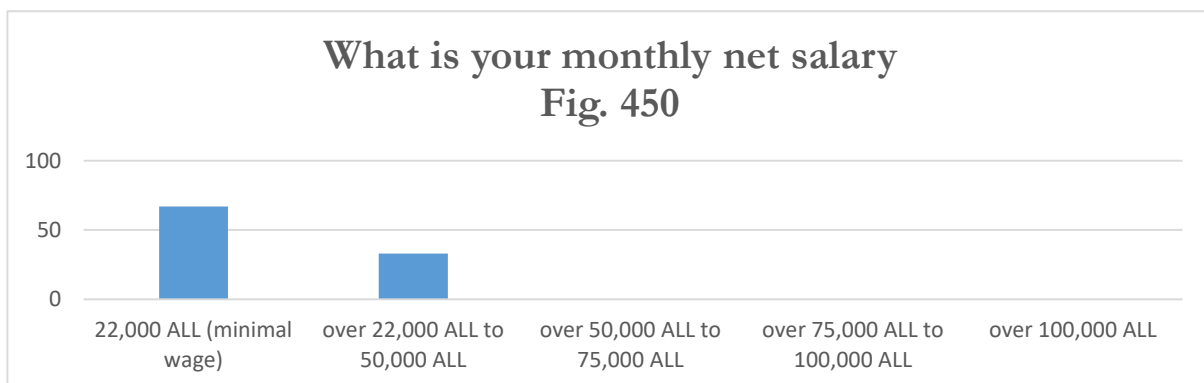 What is your monthly net salary
Fig. 450
100
50
0
22,000 ALL (minimal
wage)
over 22,000 ALL to
50,000 ALL
over 50,000 ALL to
75,000 ALL
over 75,000 ALL to
100,000 ALL
over 100,000 ALL